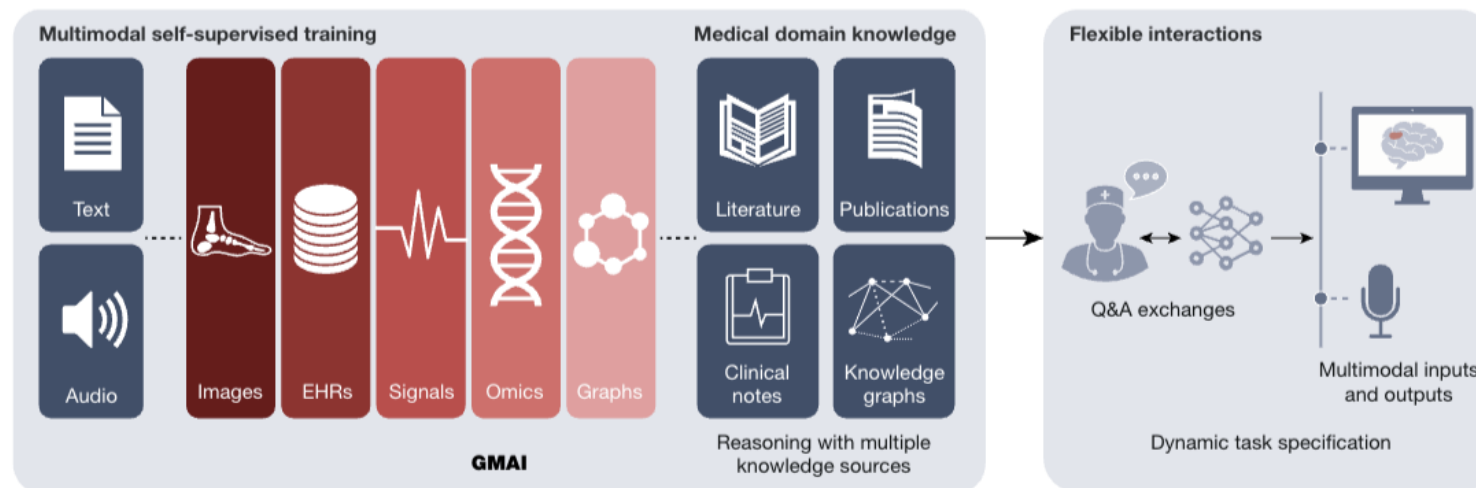 Multimodal self-supervised training
Text
Audio
Images
EHRs
Signals
Omics
Graphs
GMAI
Medical domain knowledge
Literature
Publications
Clinical
notes
Knowledge
graphs
Reasoning with multiple
knowledge sources
Flexible interactions
Q&A exchanges
Multimodal inputs
and outputs
Dynamic task specification